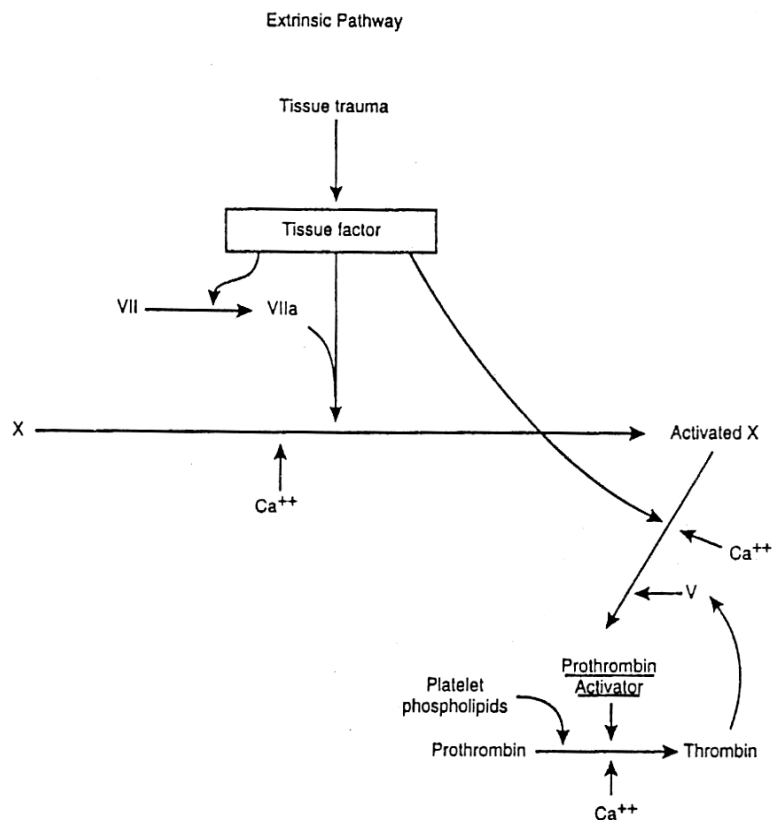 Extrinsic Pathway
Tissue trauma
Tissue factor
VII
VIIa
X
Activated X
Ca++
Ca++
V
Prothrombin
Activator
Platelet
phospholipids
Prothrombin
Thrombin
Ca++